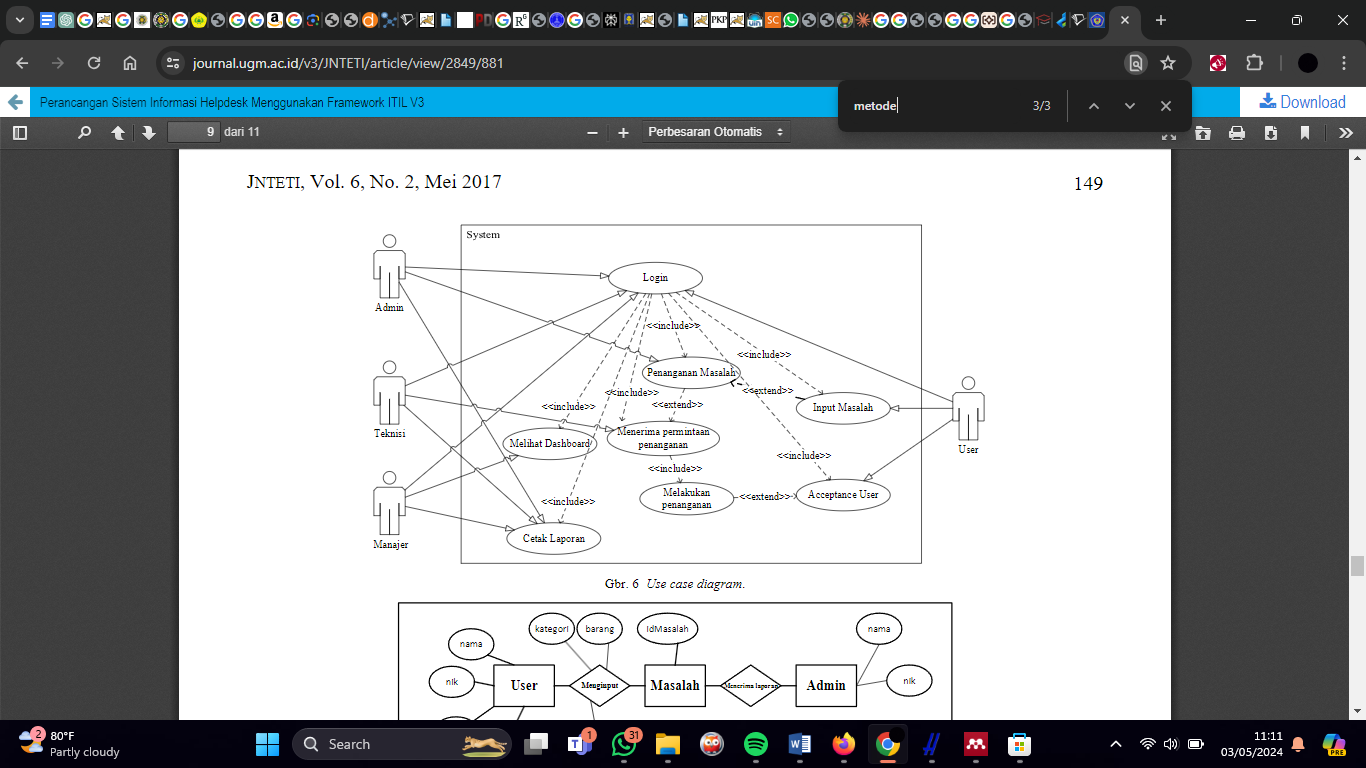 journal.ugm.ac.id/v3/JNTETI/article/view/2849/881
metode
3/3
Perancangan Sistem Informasi Helpdesk Menggunakan Framework ITIL V3
Download
9 dari 11
Perbesaran Otomatis
JNTETI, Vol. 6, No. 2, Mei 2017
149
System
Admin
Login
<<include>>
<<include>>
Penanganan Masalah
<<include>>
<<extend>>
<<include>>
<<extend>>
Input Masalah
Teknisi
Melihat Dashboard
Menerima permintaan
penanganan
User
<<include>>
<<include>>
Melakukan
penanganan
<<extend>>
Acceptance User
<<include>>
Cetak Laporan
Manajer
Gbr. 6 Use case diagram.
kategori
barang
idMasalah
nama
nama
nik
User
Menginput
Masalah
Menerima laporan
Admin
nik
2
80°F
Partly cloudy
Search
1
31
11:11
03/05/2024
PRE